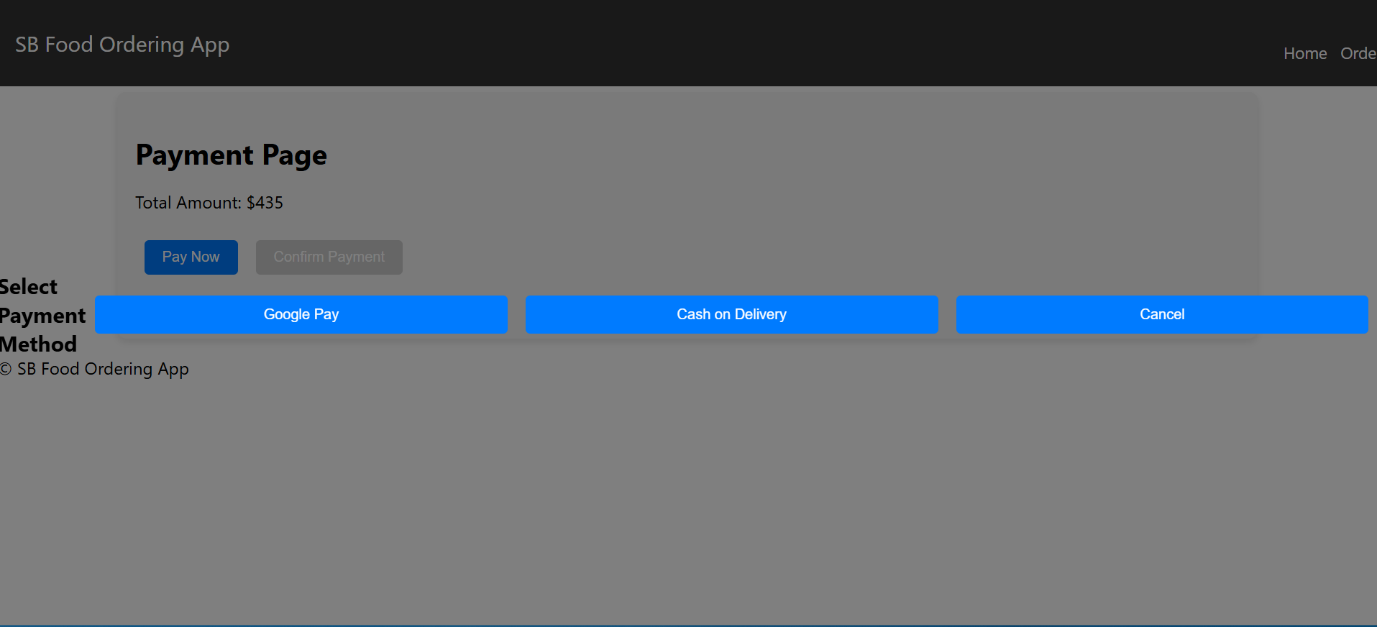 SB Food Ordering App
Home Orde
Payment Page
Total Amount: $435
Pay Now Confirm Payment
Select
Payment
Method
Google Pay Cash on Delivery Cancel
© SB Food Ordering App